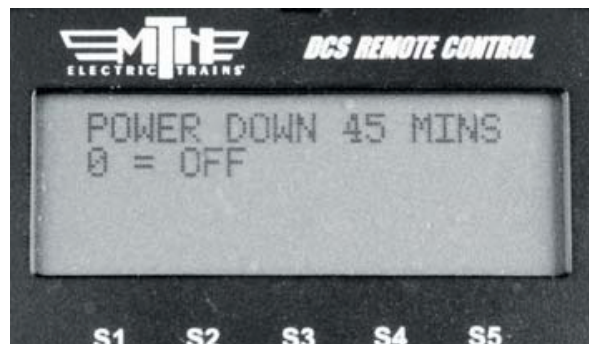 MTH
ELECTRIC TRAINS
DCS REMOTE CONTROL
POWER DOWN 45 MINS
0 = OFF
S1 S2 S3 S4 S5